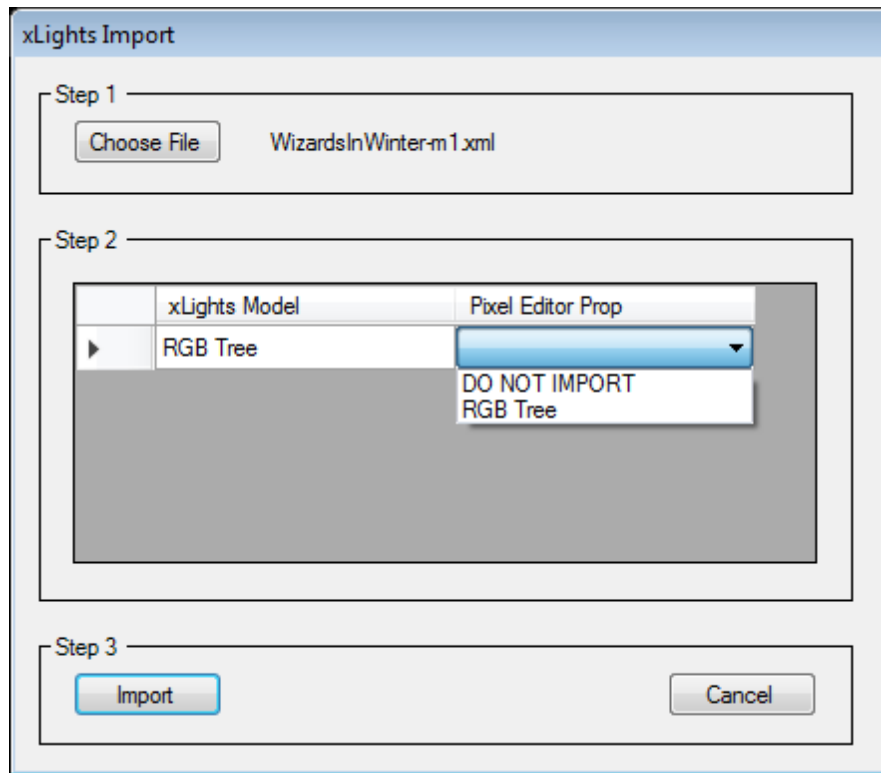 xLights Import
Step 1
Choose File WizardsInWinter-m1.xml
Step 2
xLights Model Pixel Editor Prop
RGB Tree
DO NOT IMPORT
RGB Tree
Step 3
Import Cancel